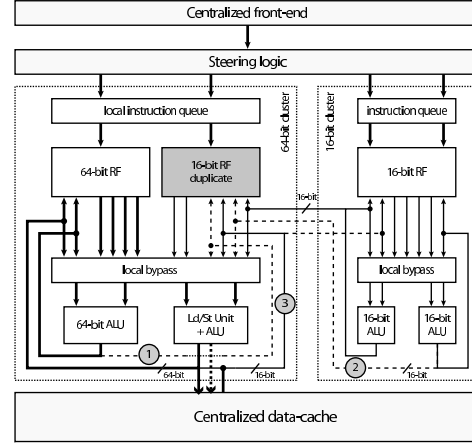 Centralized front-end
Steering logic
local instruction queue
64-bit cluster
16-bit cluster
instruction queue
64-bit RF
16-bit RF
duplicate
16-bit RF
16-bit
local bypass
local bypass
3
64-bit ALU
Ld/St Unit
+ ALU
16-bit
ALU
16-bit
ALU
1
2
64-bit
16-bit
16-bit
Centralized data-cache